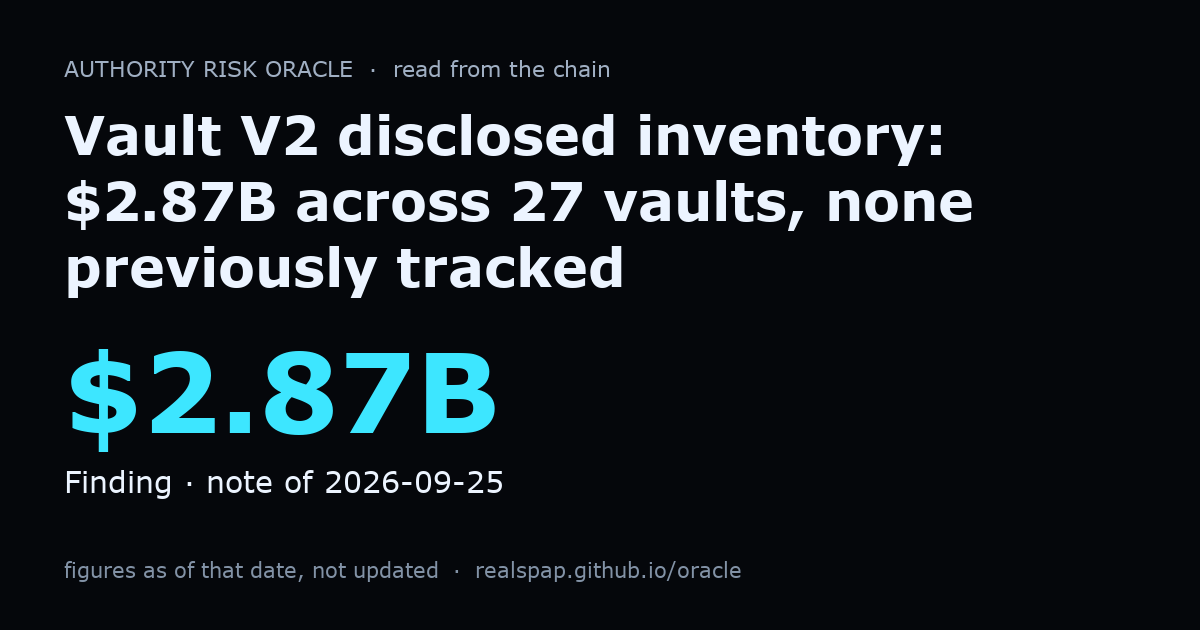 AUTHORITY RISK ORACLE · read from the chain
Vault V2 disclosed inventory:
$2.87B across 27 vaults, none
previously tracked
$2.87B
Finding · note of 2026-09-25
figures as of that date, not updated · realspap.github.io/oracle